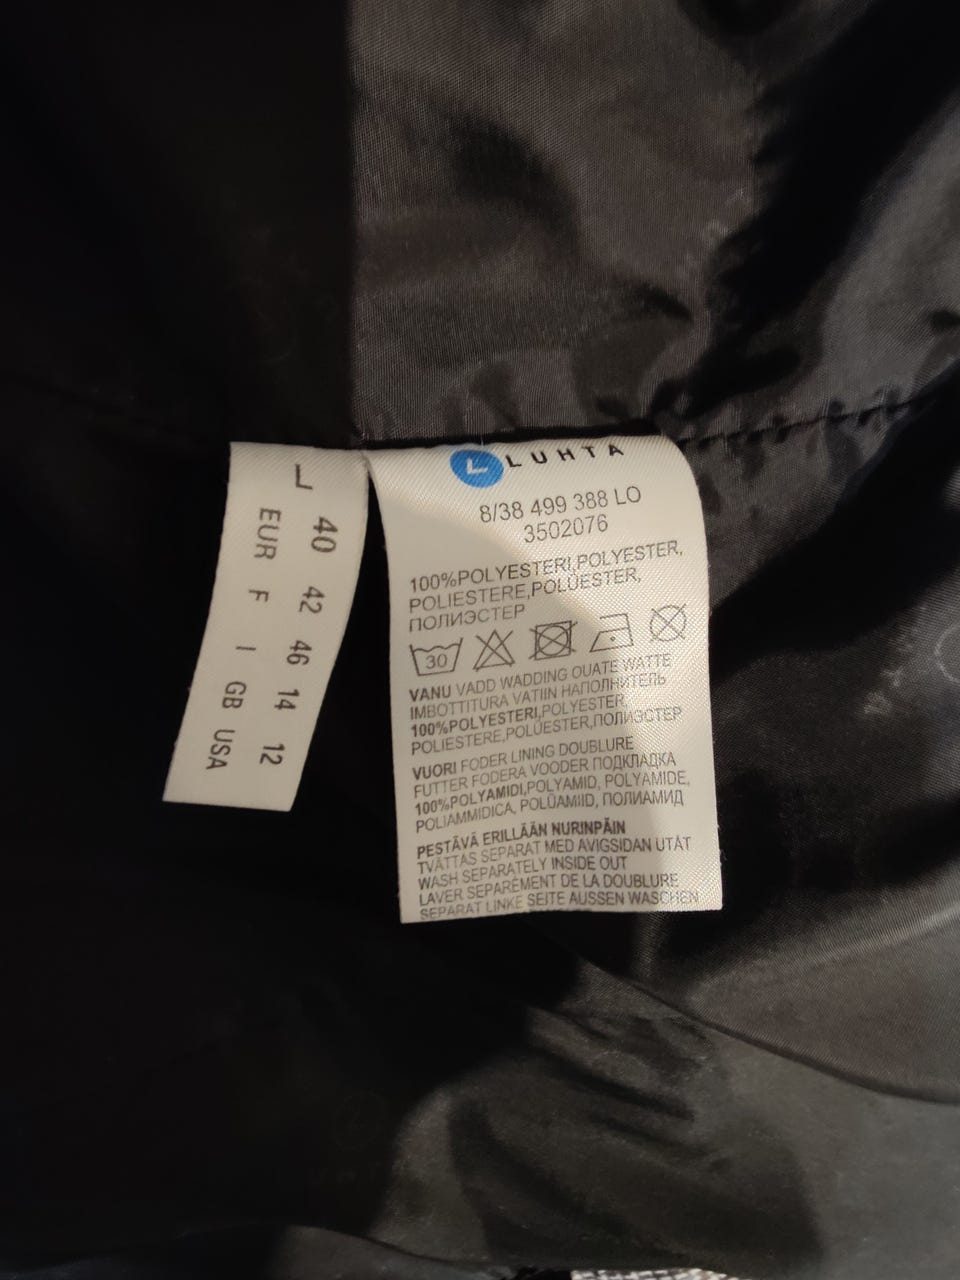 L
EUR 40
F 42
I 46
GB 14
USA 12
L LUHTA
8/38 499 388 LO
3502076
100%POLYESTERI,POLYESTER,
POLIESTERE,POLÜESTER,
ПОЛИЭСТЕР
30
VANU VADD WADDING OUATE WATTE
IMBOTTITURA VATIIN НАПОЛНИТЕЛЬ
100%POLYESTERI,POLYESTER,
POLIESTERE,POLÜESTER,ПОЛИЭСТЕР
VUORI FODER LINING DOUBLURE
FUTTER FODERA VOODER ПОДКЛАДКА
100%POLYAMIDI,POLYAMID, POLYAMIDE,
POLIAMMIDICA, POLÜAMIID, ПОЛИАМИД
PESTÄVÄ ERILLÄÄN NURINPÄIN
TVÄTTAS SEPARAT MED AVIGSIDAN UTÅT
WASH SEPARATELY INSIDE OUT
LAVER SEPARÉMENT DE LA DOUBLURE
SEPARAT LINKE SEITE AUSSEN WASCHEN